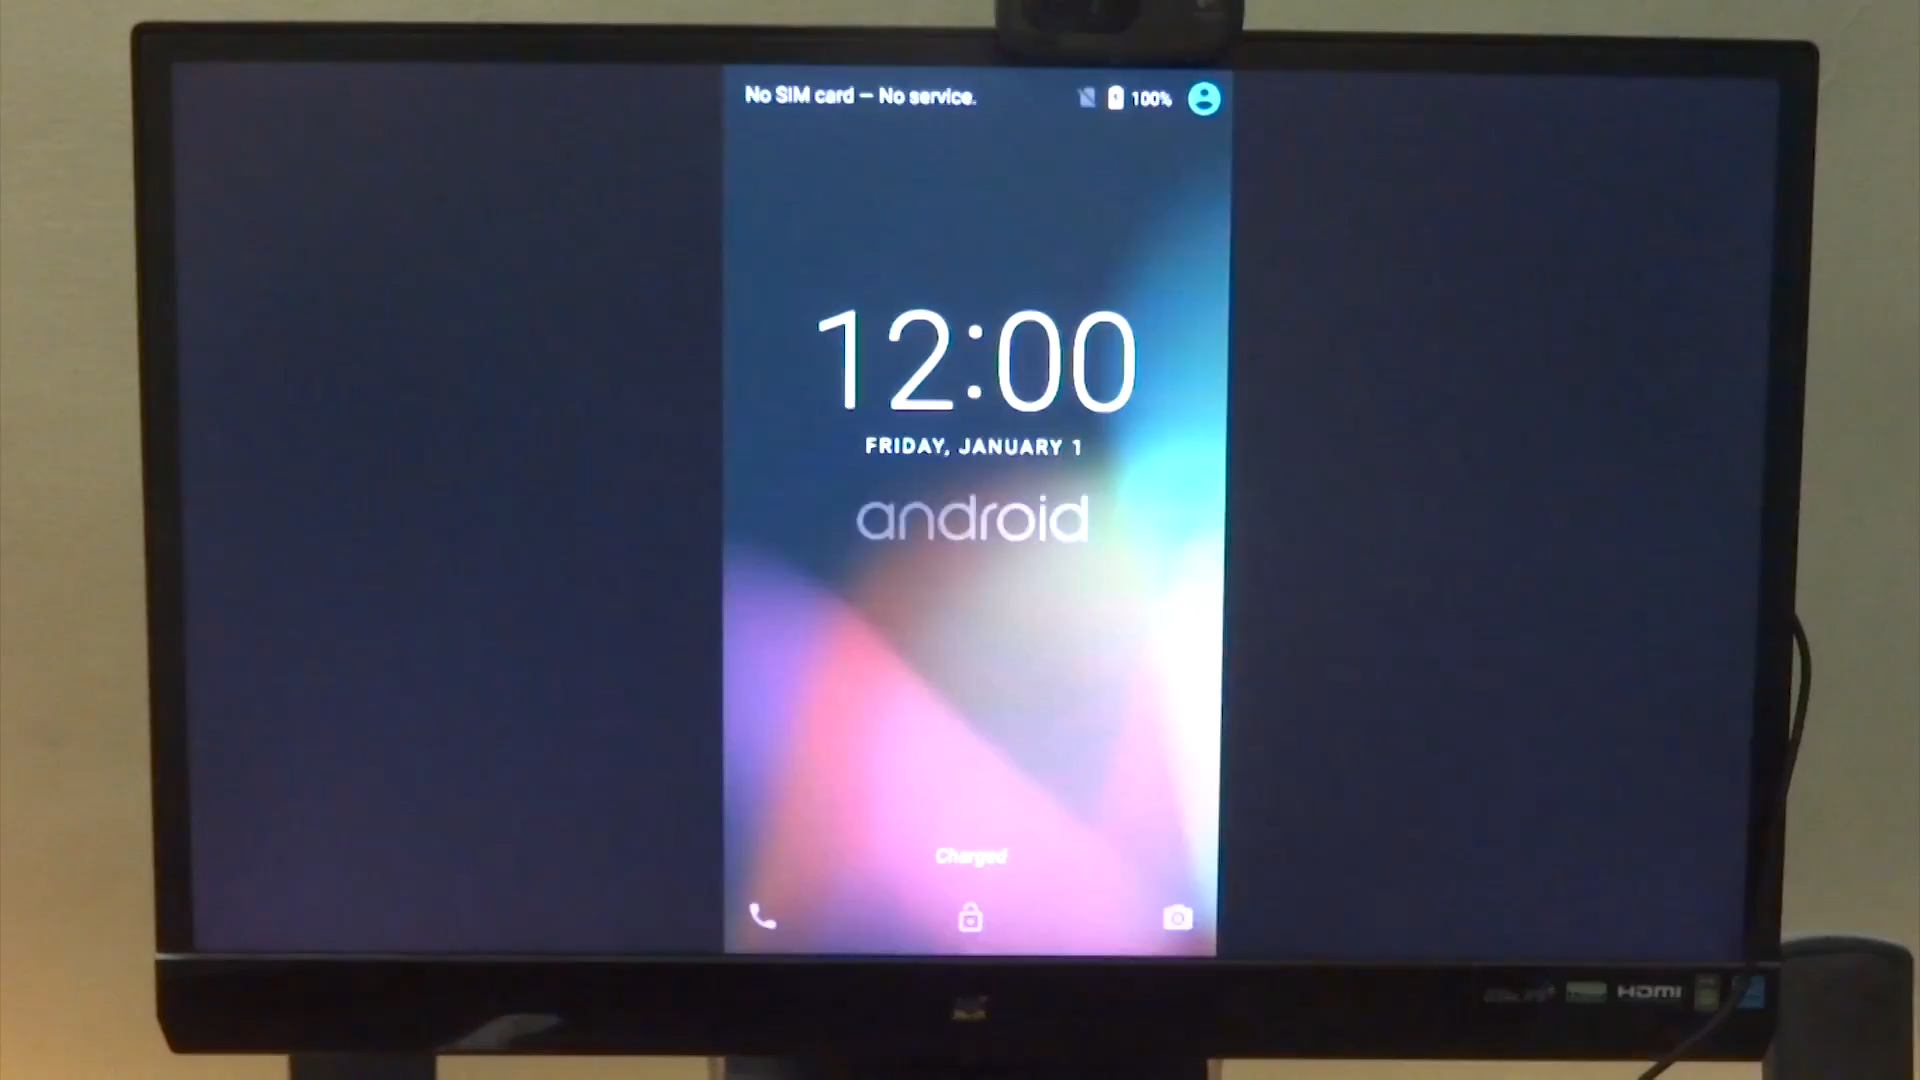 No SIM card – No service.
100%
12:00
FRIDAY, JANUARY 1
android
Charged
HDMI